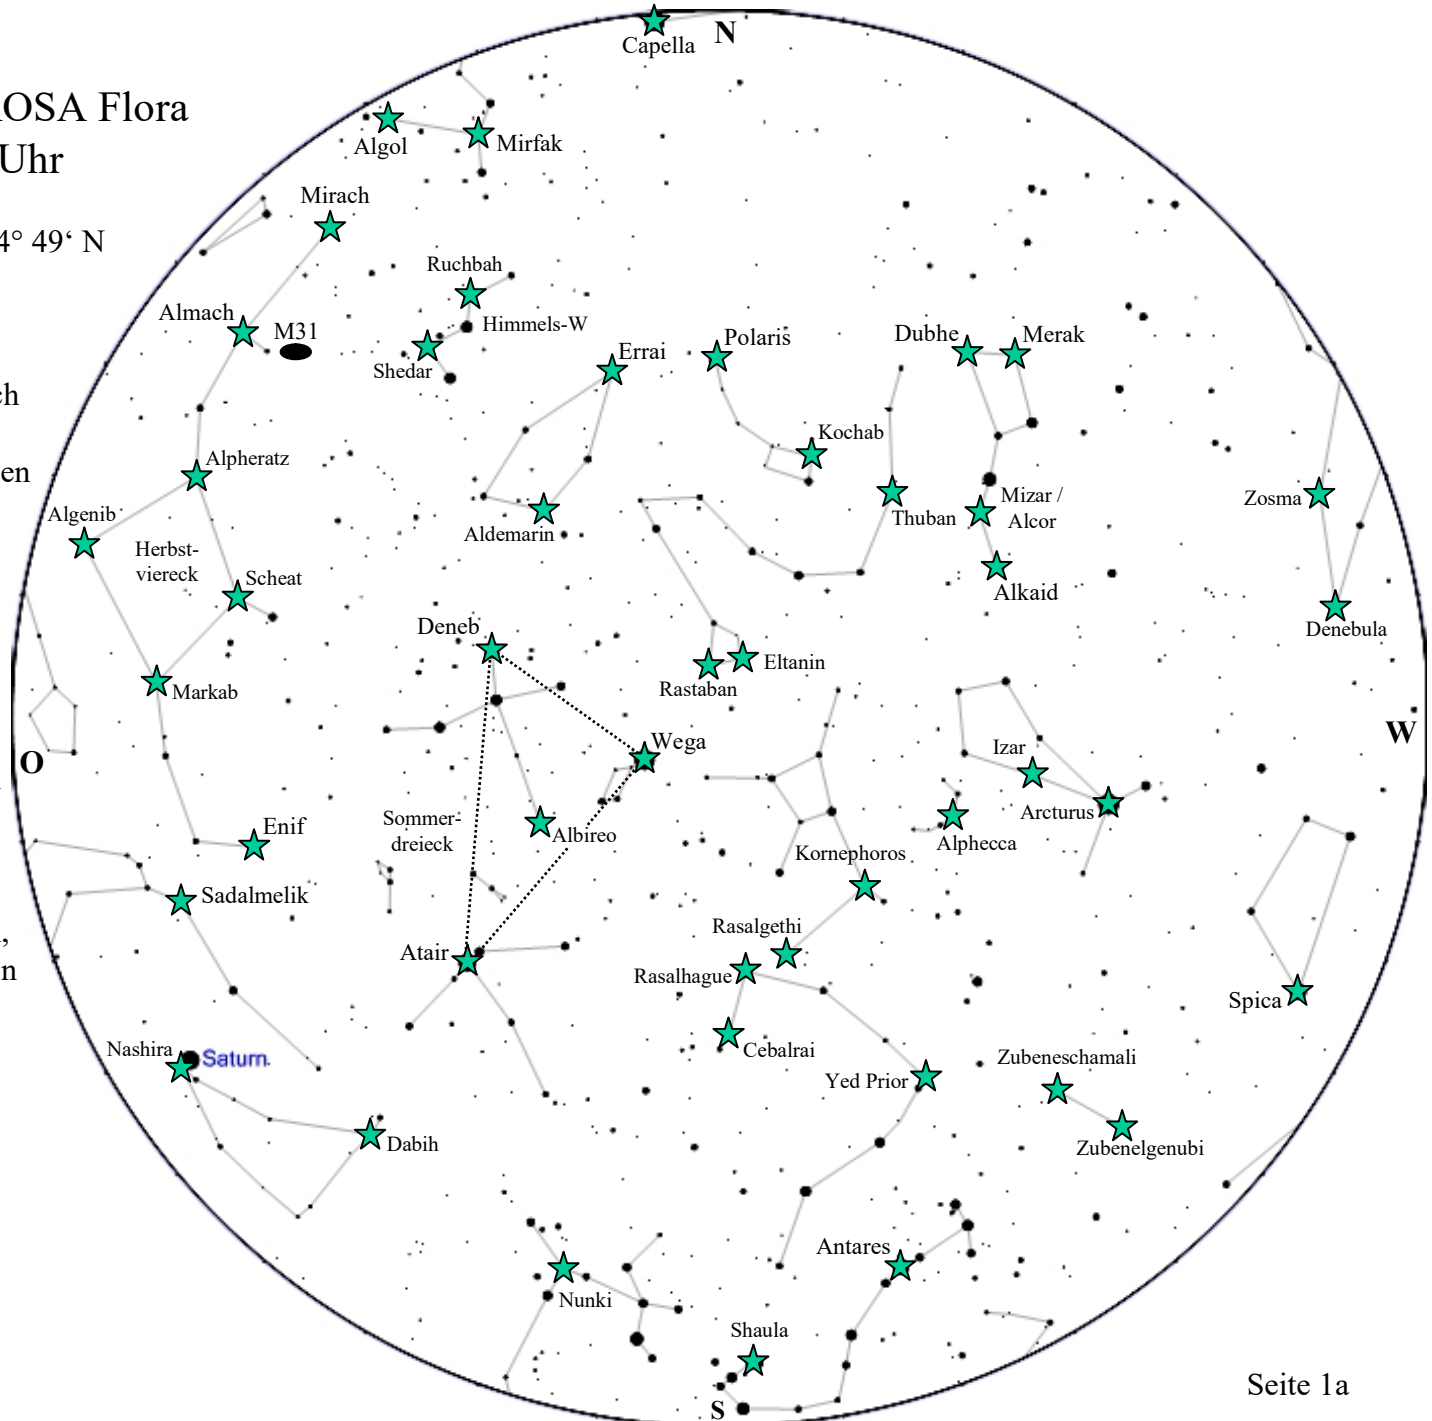 N
Capella
OSA Flora
Algol
Mirfak
Uhr
Mirach
4° 49‘ N
Ruchbah
Almach
M31
Himmels-W
Shedar
Errai
Polaris
Dubhe
Merak
ch
Kochab
Alpheratz
en
Mizar /
Alcor
Zosma
Algenib
Thuban
Aldemarin
Herbst-
viereck
Scheat
Alkaid
Deneb
Denebula
Eltanin
Rastaban
Markab
Wega
W
O
Izar
Sommer-
dreieck
Arcturus
Enif
Albireo
Alphecca
Kornephoros
Sadalmelik
Rasalgethi
Atair
Rasalhague
n
Spica
Nashira
Saturn.
Cebalrai
Zubeneschamali
Yed Prior
Dabih
Zubenelgenubi
Antares
Nunki
Shaula
Seite 1a
S